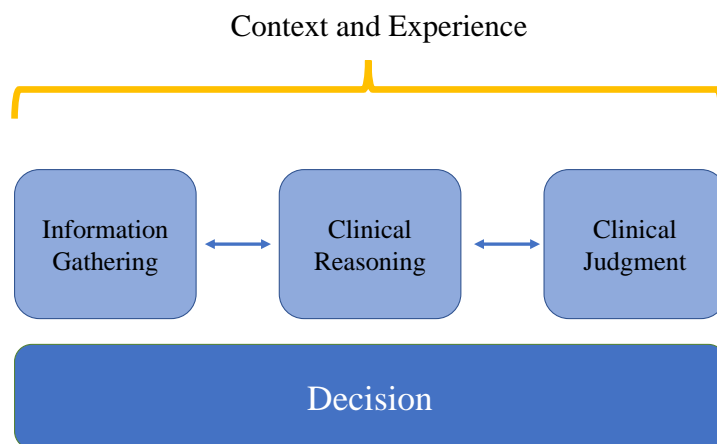 Context and Experience
Information
Gathering
Clinical
Reasoning
Clinical
Judgment
Decision